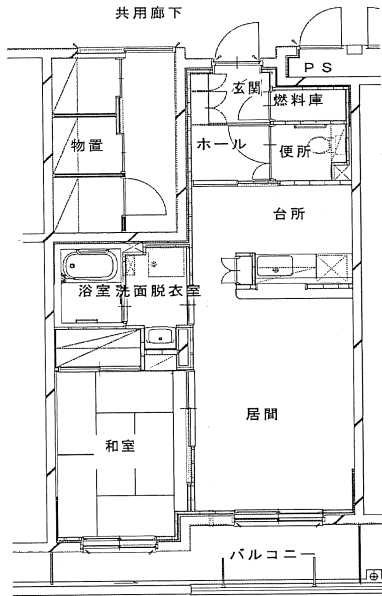 共用廊下
PS
玄関
燃料庫
物置
ホール
便所
台所
浴室
洗面脱衣室
居間
和室
バルコニー